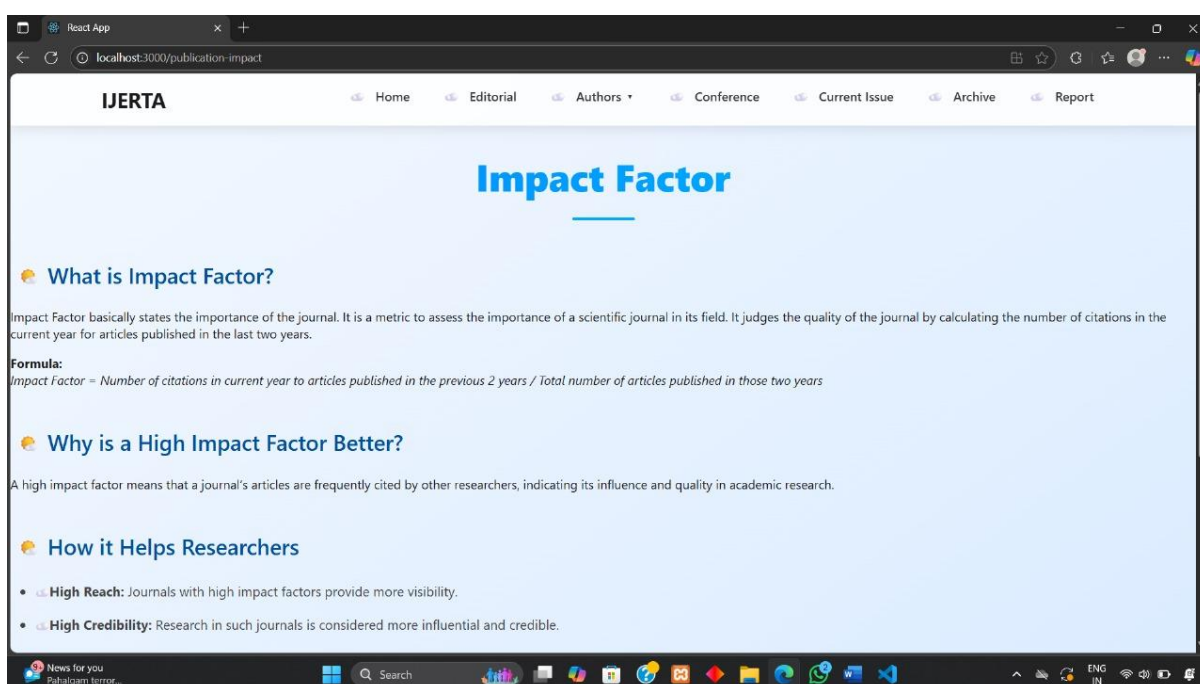 React App
localhost:3000/publication-impact
IJERTA
Home
Editorial
Authors
Conference
Current Issue
Archive
Report
Impact Factor
What is Impact Factor?
Impact Factor basically states the importance of the journal. It is a metric to assess the importance of a scientific journal in its field. It judges the quality of the journal by calculating the number of citations in the
current year for articles published in the last two years.
Formula:
Impact Factor = Number of citations in current year to articles published in the previous 2 years / Total number of articles published in those two years
Why is a High Impact Factor Better?
A high impact factor means that a journal's articles are frequently cited by other researchers, indicating its influence and quality in academic research.
How it Helps Researchers
High Reach: Journals with high impact factors provide more visibility.
High Credibility: Research in such journals is considered more influential and credible.
9+
News for you
Pahalgam terror...
Search
ENG
IN